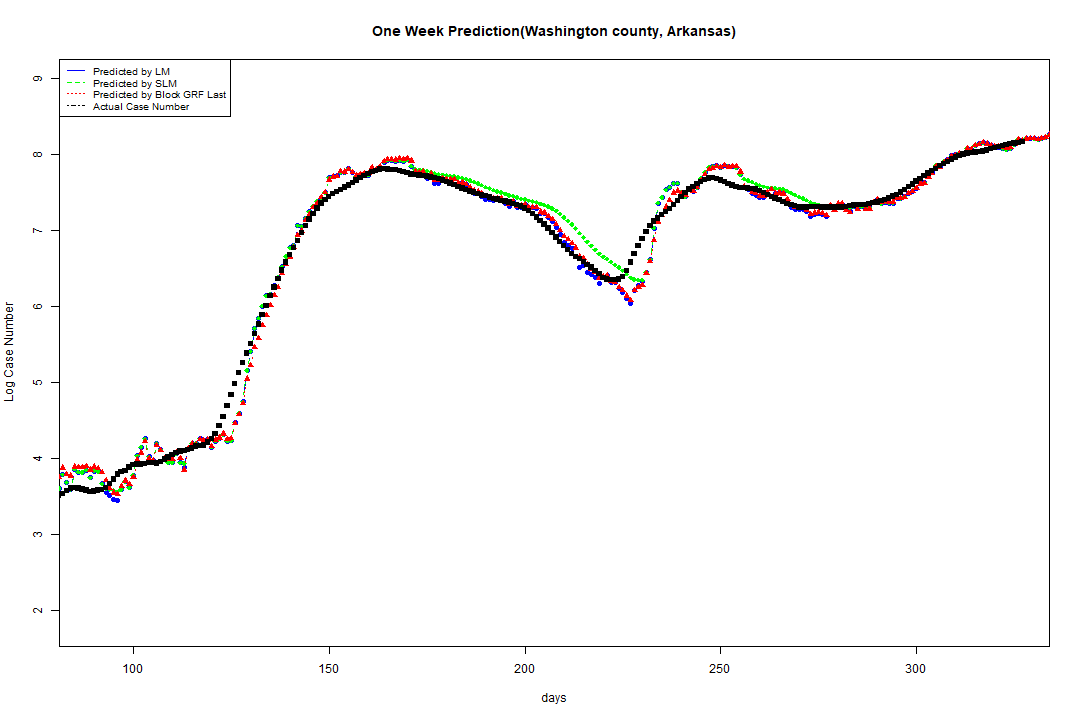 One Week Prediction(Washington county, Arkansas)
Predicted by LM
Predicted by SLM
Predicted by Block GRF Last
Actual Case Number
9
8
7
6
5
4
3
2
Log Case Number
100 150 200 250 300
days